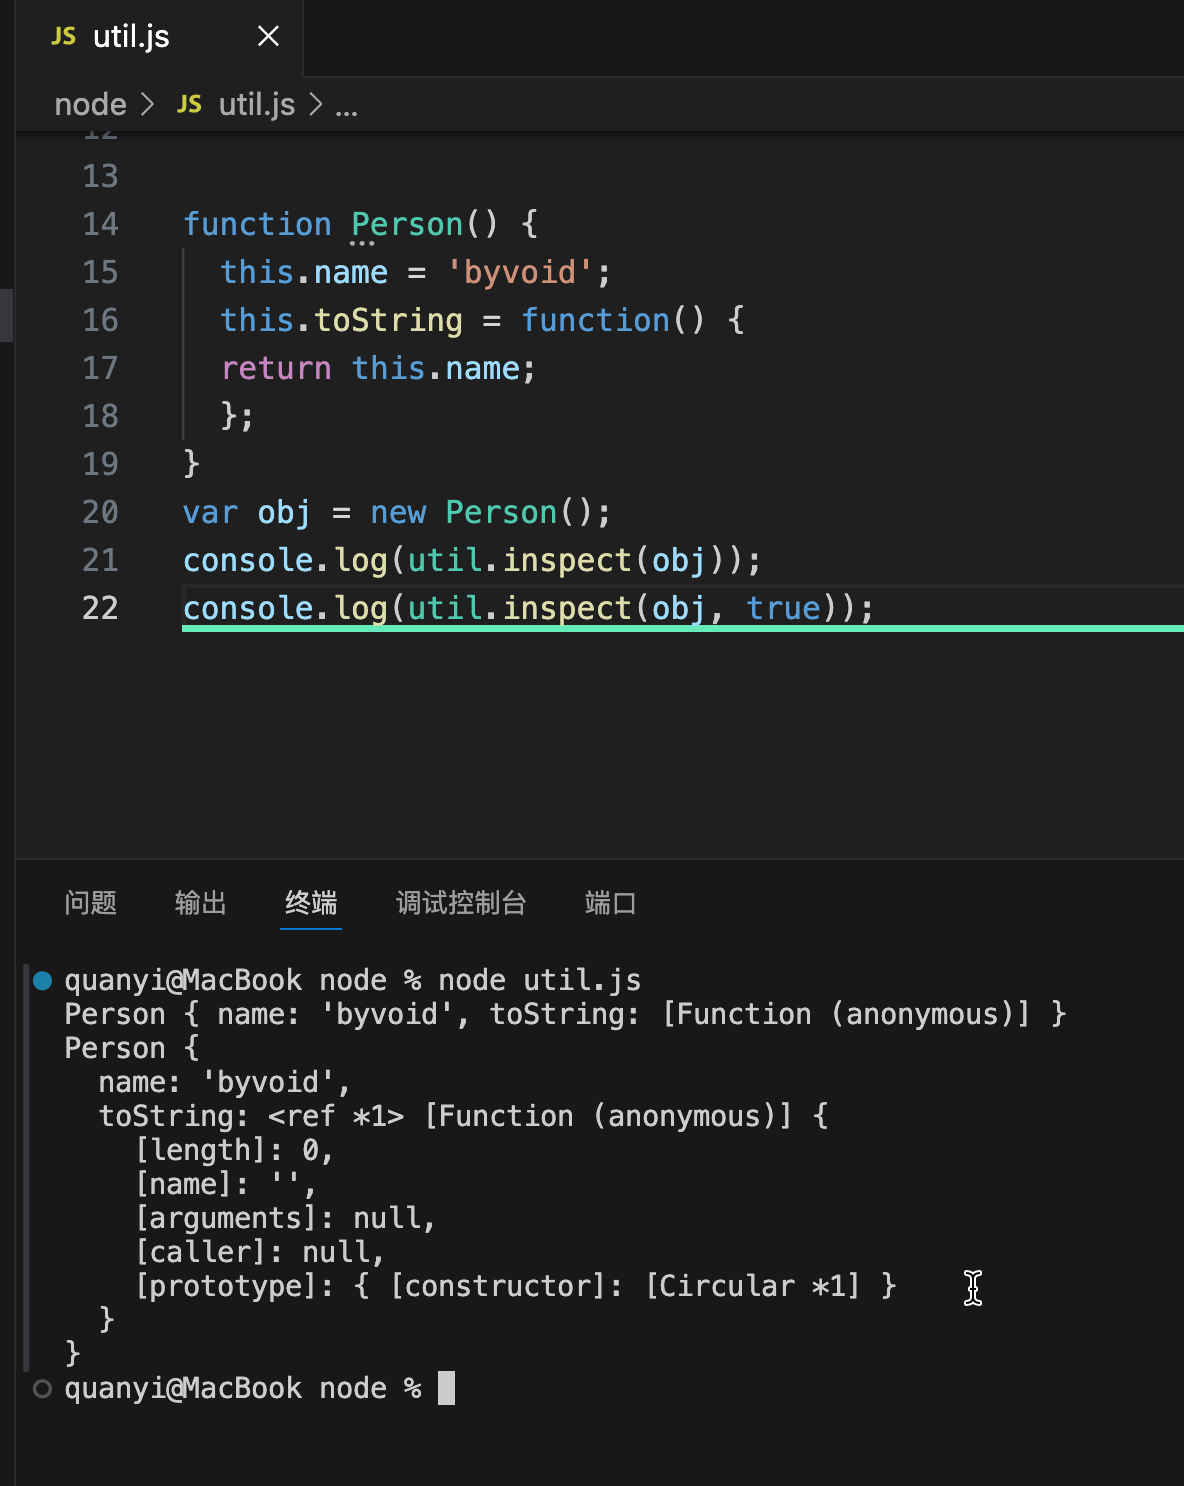 JS util.js ×
node > JS util.js > ...
12
13
14 function Person() {
15 this.name = 'byvoid';
16 this.toString = function() {
17 return this.name;
18 };
19 }
20 var obj = new Person();
21 console.log(util.inspect(obj));
22 console.log(util.inspect(obj, true));
问题 输出 终端 调试控制台 端口
quanyi@MacBook node % node util.js
Person { name: 'byvoid', toString: [Function (anonymous)] }
Person {
name: 'byvoid',
toString: <ref *1> [Function (anonymous)] {
[length]: 0,
[name]: '',
[arguments]: null,
[caller]: null,
[prototype]: { [constructor]: [Circular *1] }
}
}
quanyi@MacBook node %